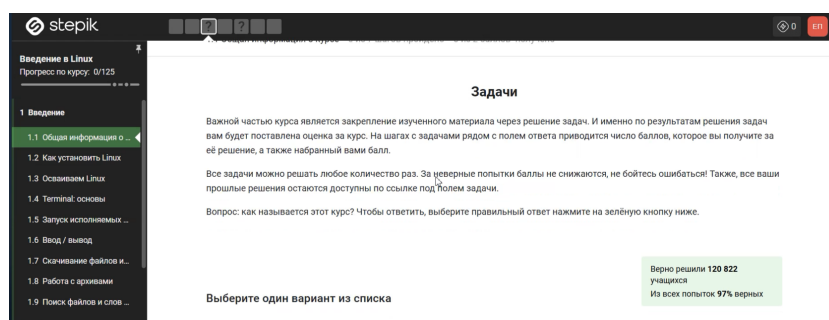 stepik
?
?
0
ЕП
Введение в Linux
Прогресс по курсу: 0/125
Задачи
1 Введение
Важной частью курса является закрепление изученного материала через решение задач. И именно по результатам решения задач
вам будет поставлена оценка за курс. На шагах с задачами рядом с полем ответа приводится число баллов, которое вы получите за
её решение, а также набранный вами балл.
1.1 Общая информация о ...
1.2 Как установить Linux
1.3 Осваиваем Linux
1.4 Terminal: основы
1.5 Запуск исполняемых ...
1.6 Ввод / вывод
1.7 Скачивание файлов и...
1.8 Работа с архивами
1.9 Поиск файлов и слов ...
Все задачи можно решать любое количество раз. За неверные попытки баллы не снижаются, не бойтесь ошибаться! Также, все ваши
прошлые решения остаются доступны по ссылке под полем задачи.
Вопрос: как называется этот курс? Чтобы ответить, выберите правильный ответ нажмите на зелёную кнопку ниже.
Верно решили 120 822
учащихся
Из всех попыток 97% верных
Выберите один вариант из списка